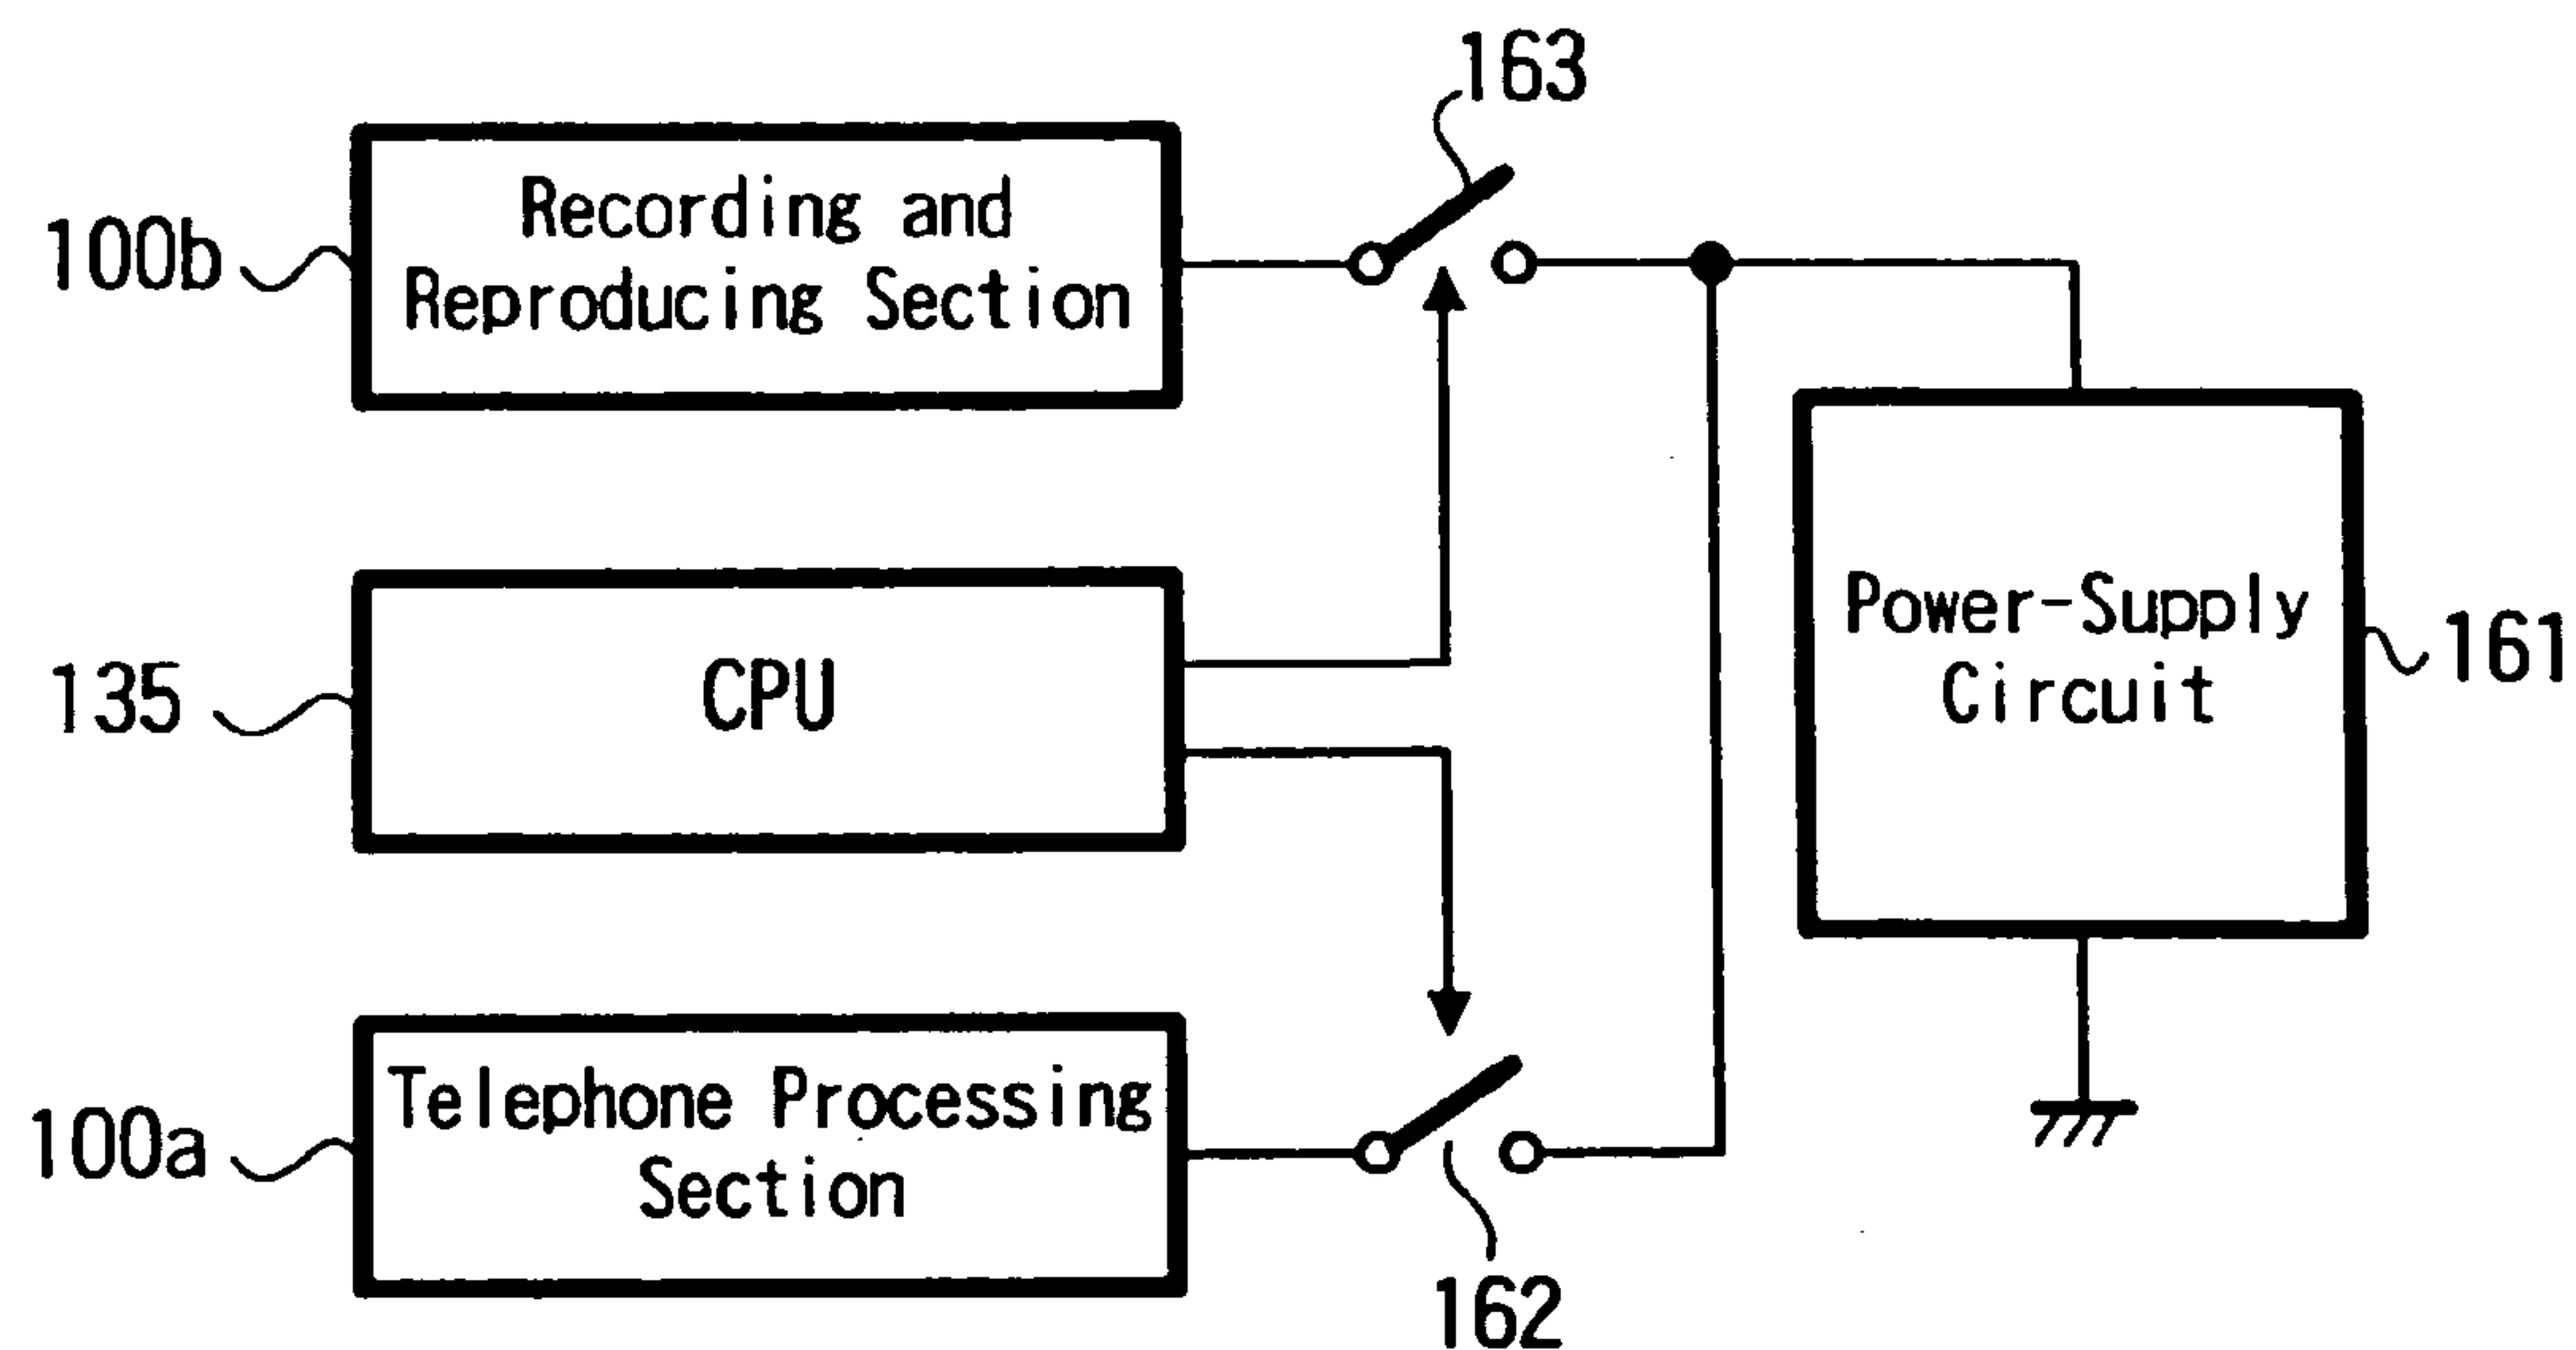 163
100b
Recording and
Reproducing Section
135
CPU
Power-Supply
Circuit
161
100a
Telephone Processing
Section
162